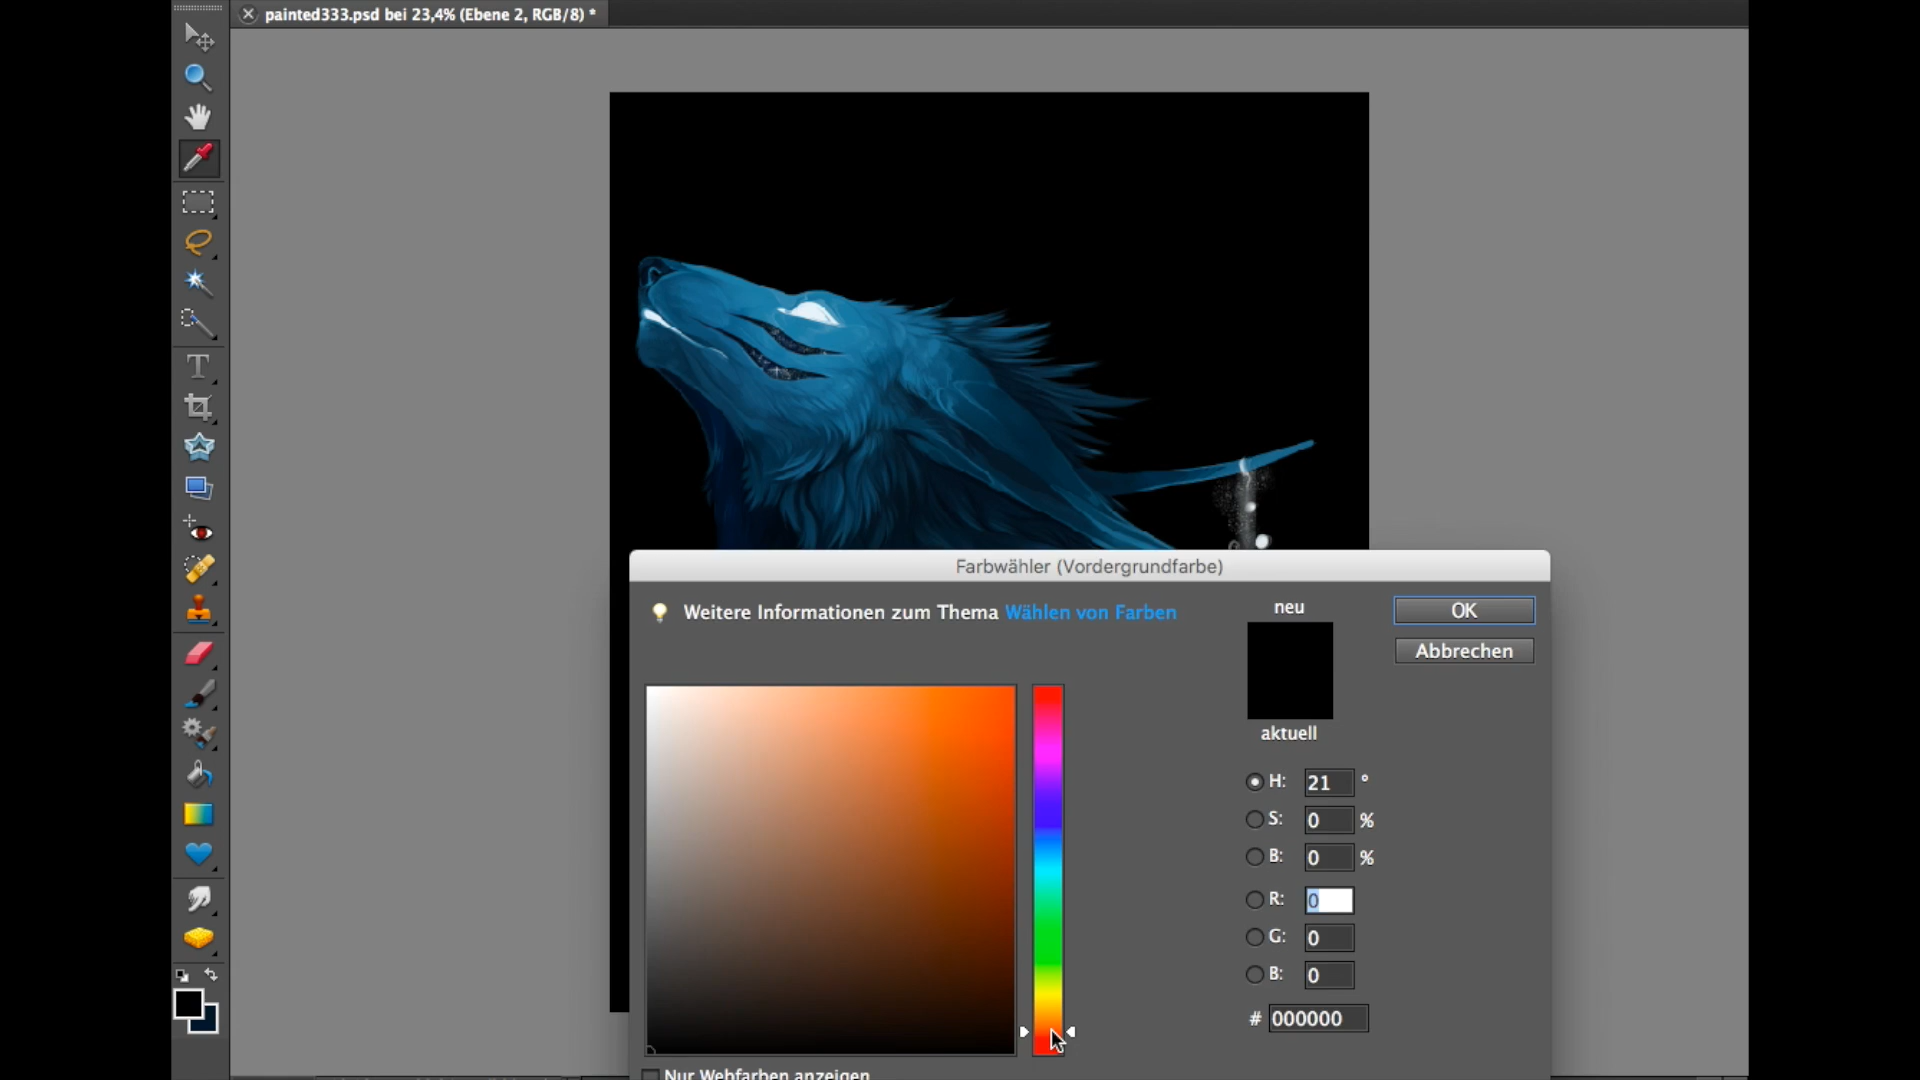 painted333.psd bei 23,4% (Ebene 2, RGB/8) *
T
Farbwähler (Vordergrundfarbe)
Weitere Informationen zum Thema Wählen von Farben
neu
OK
Abbrechen
aktuell
H: 21 °
S: 0 %
B: 0 %
R: 0
G: 0
B: 0
# 000000
Nur Webfarben anzeigen